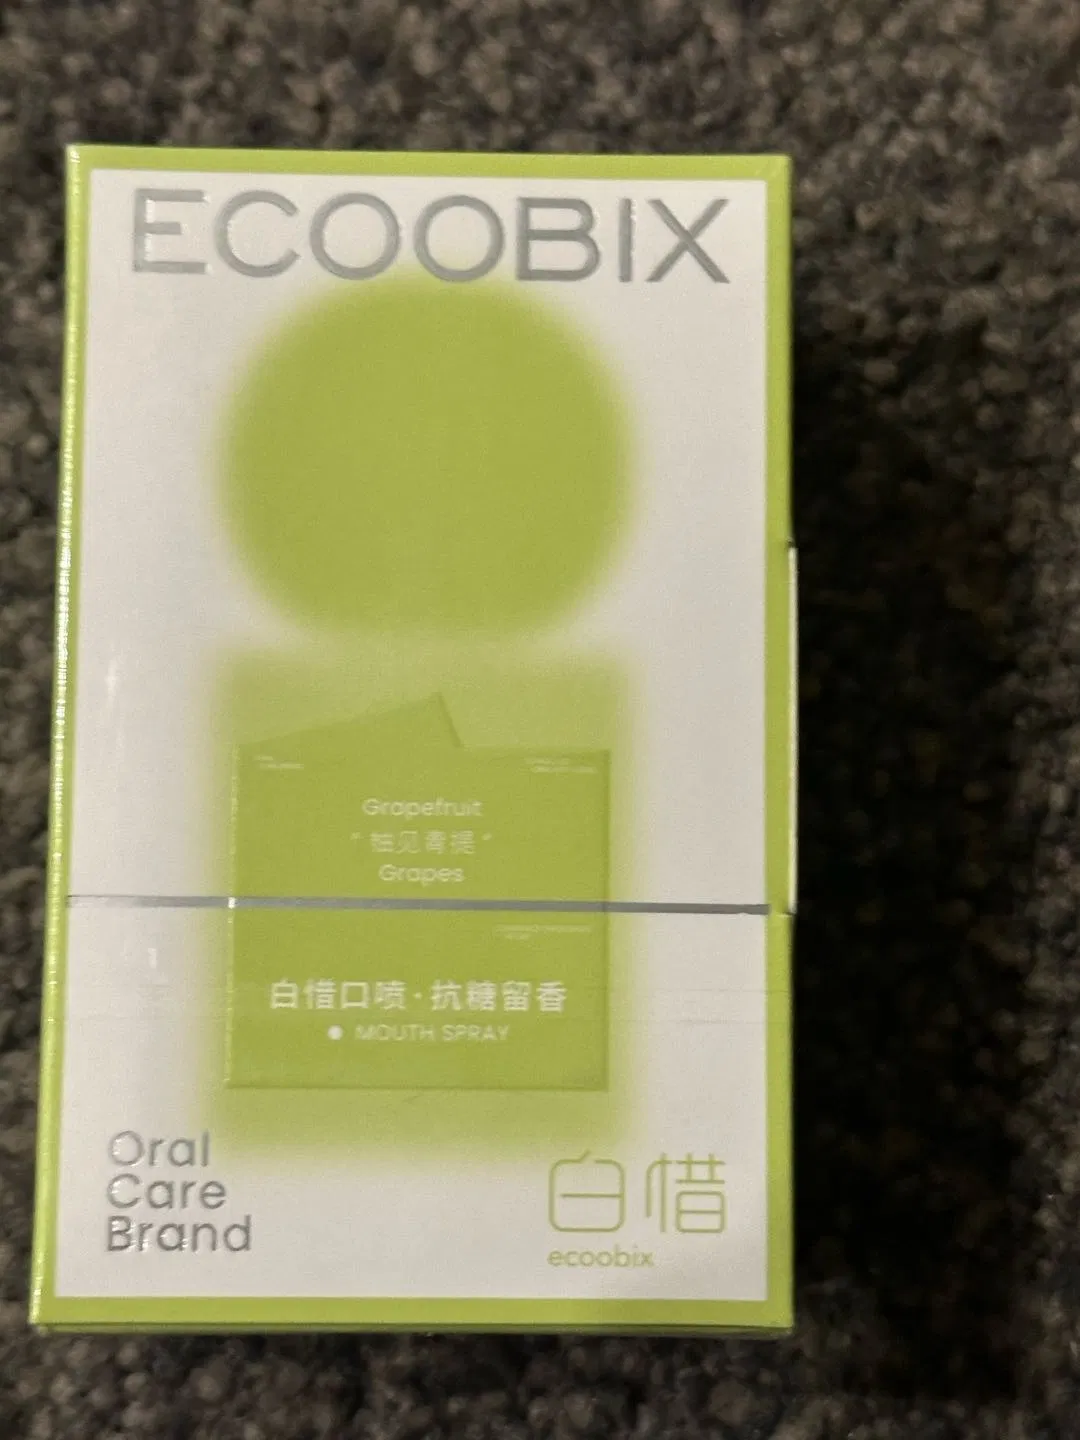 ECOOBIX
Grapefruit
“柚见青提”
Grapes
白惜口喷·抗糖留香
MOUTH SPRAY
Oral
Care
Brand
白惜
ecoobix